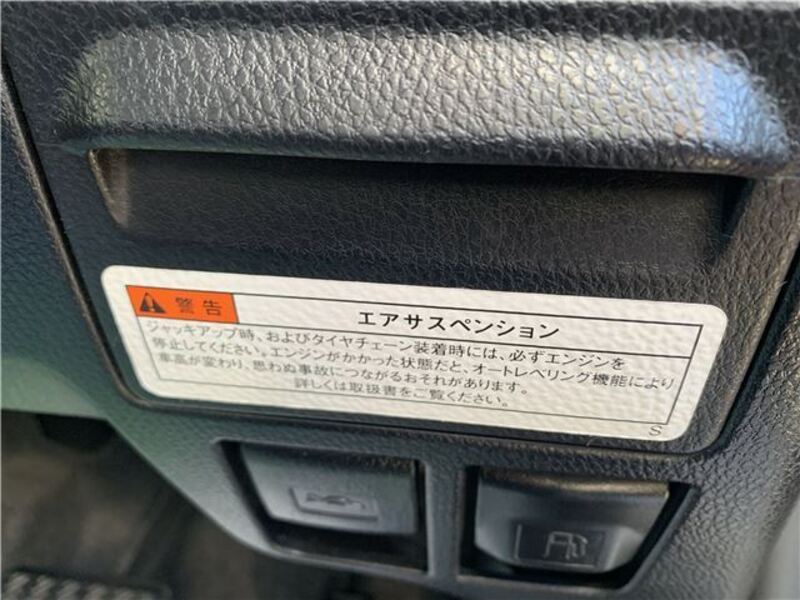 警告 エアサスペンション
ジャッキアップ時、およびタイヤチェーン装着時には、必ずエンジンを
停止してください。エンジンがかかった状態だと、オートレベリング機能により
車高が変わり、思わぬ事故につながるおそれがあります。
詳しくは取扱書をご覧ください。
S